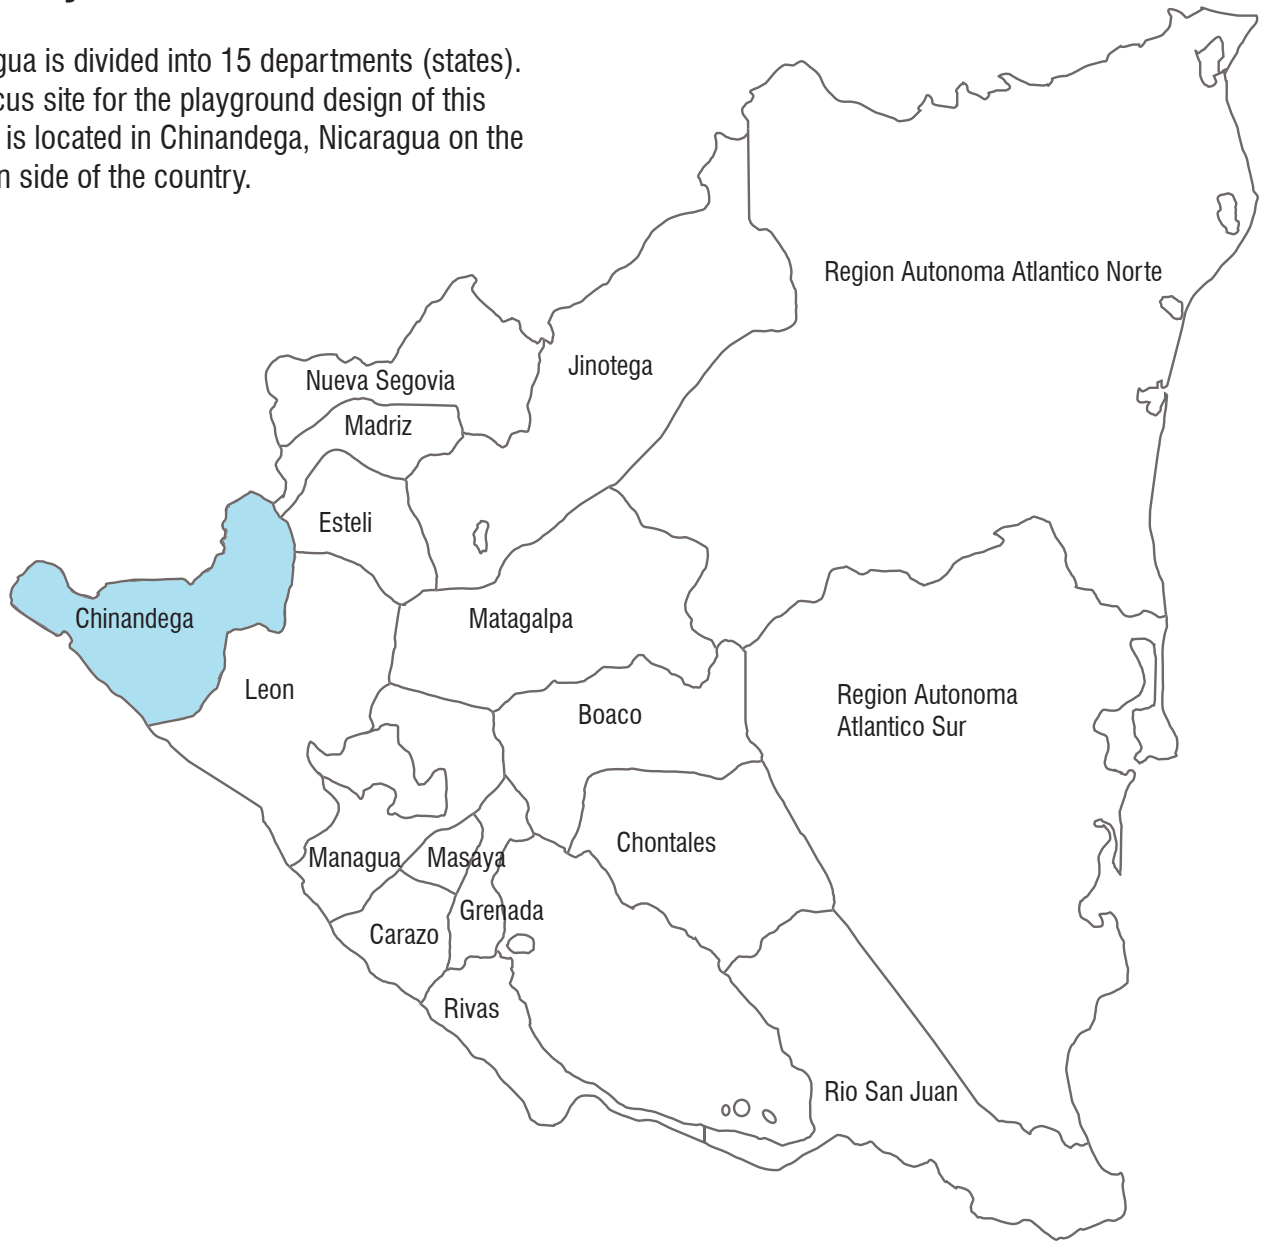 gua is divided into 15 departments (states).
cus site for the playground design of this
is located in Chinandega, Nicaragua on the
n side of the country.
Region Autonoma Atlantico Norte
Jinotega
Nueva Segovia
Madriz
Esteli
Chinandega
Matagalpa
Leon
Region Autonoma
Atlantico Sur
Boaco
Chontales
Managua
Masaya
Grenada
Carazo
Rivas
Rio San Juan